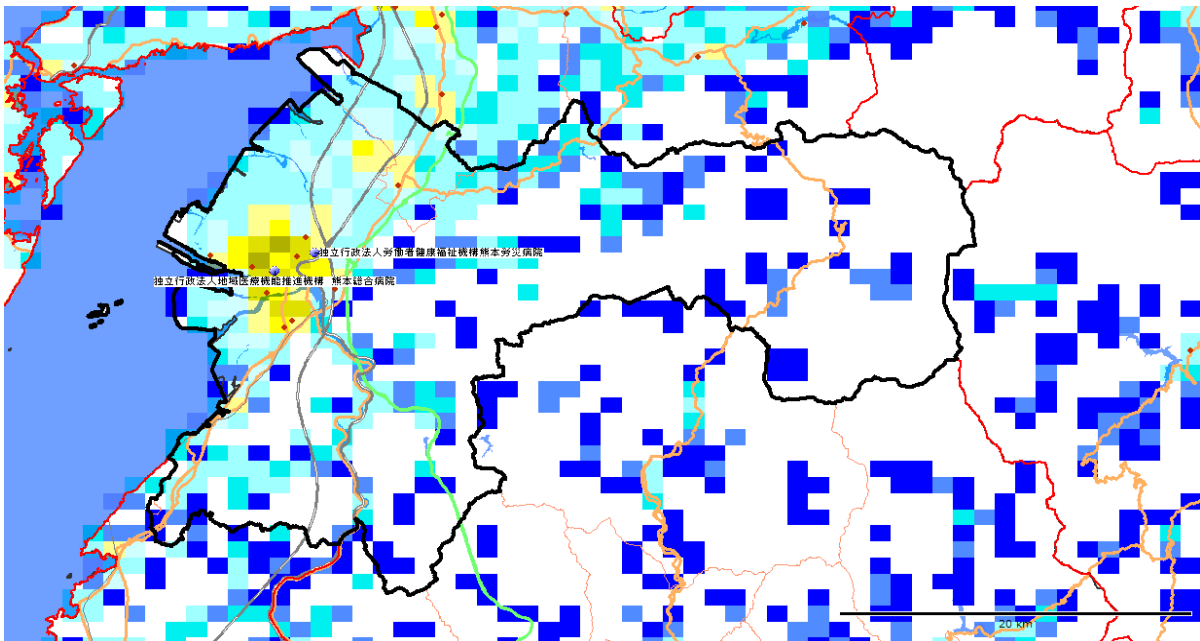 独立行政法人労働者健康福祉機構熊本労災病院
独立行政法人地域医療機能推進機構 熊本総合病院
20 km